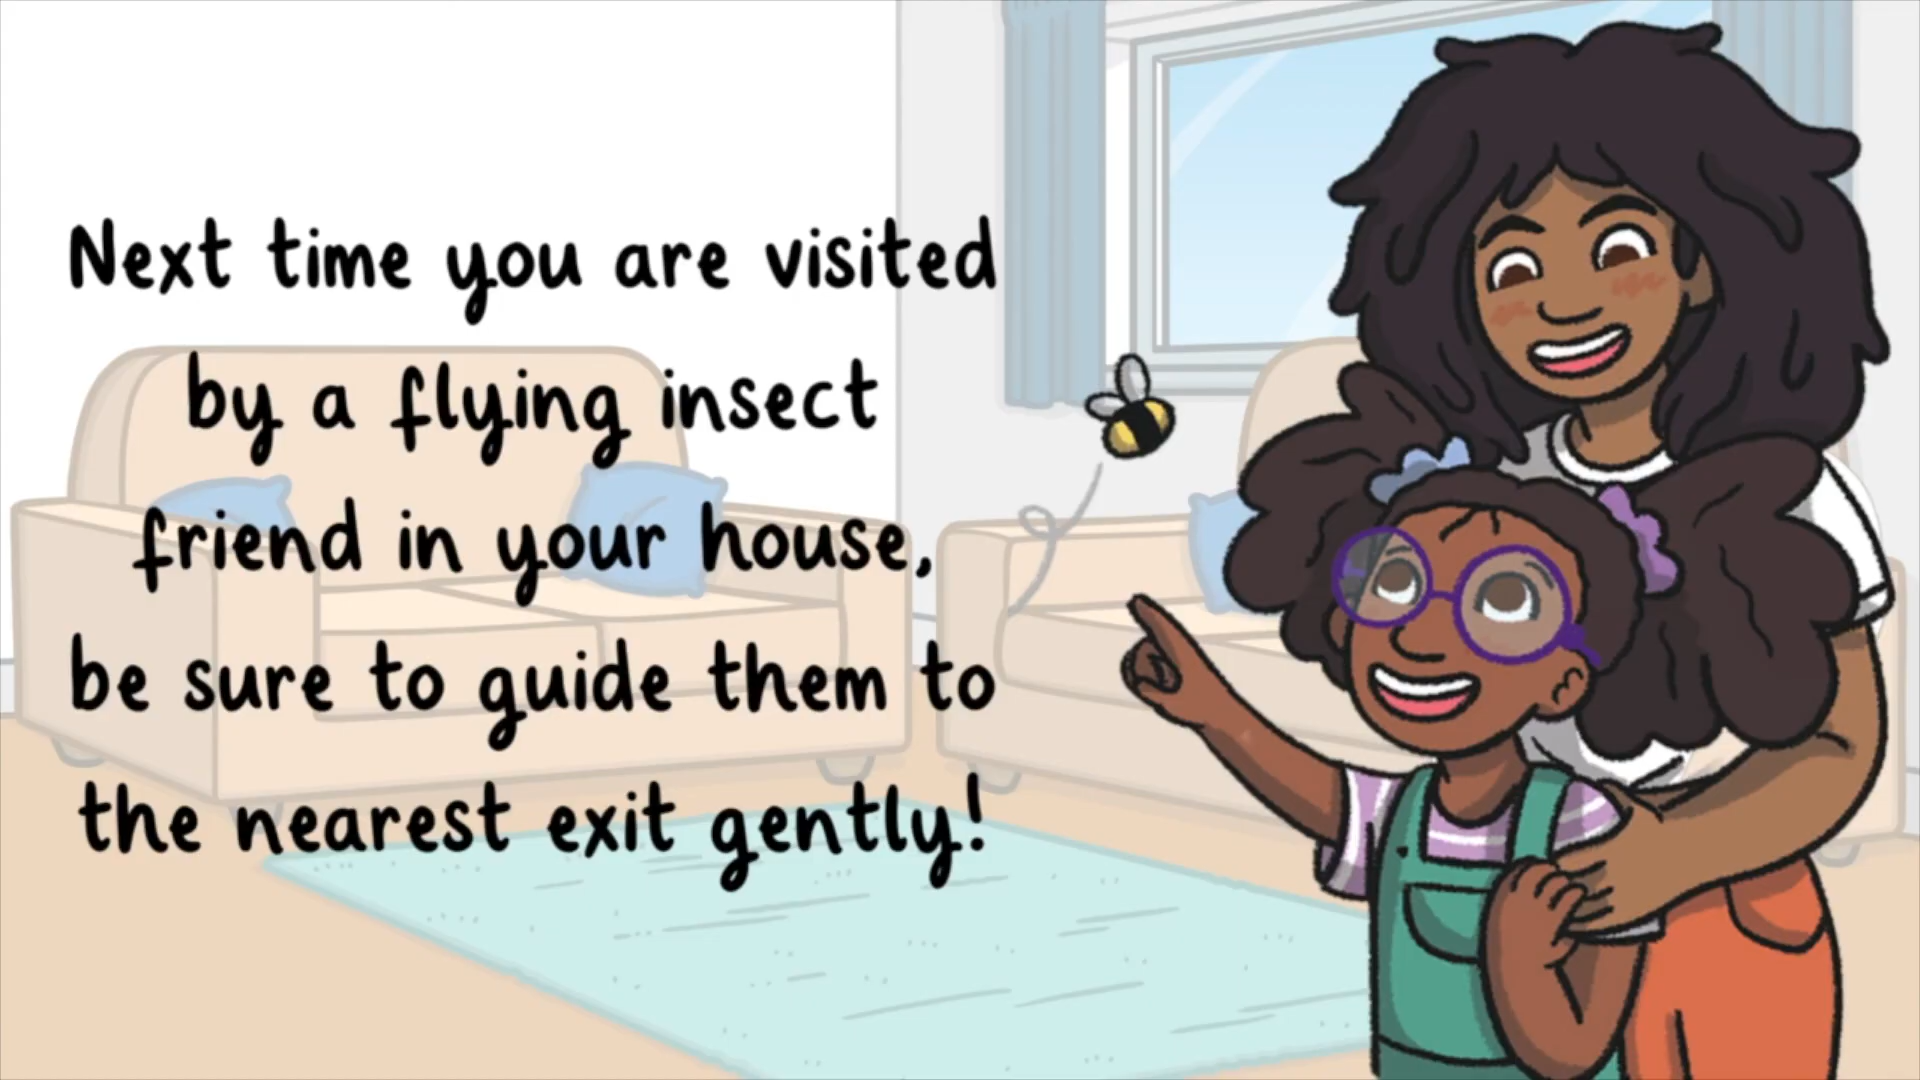 Next time you are visited
by a flying insect
friend in your house,
be sure to guide them to
the nearest exit gently!